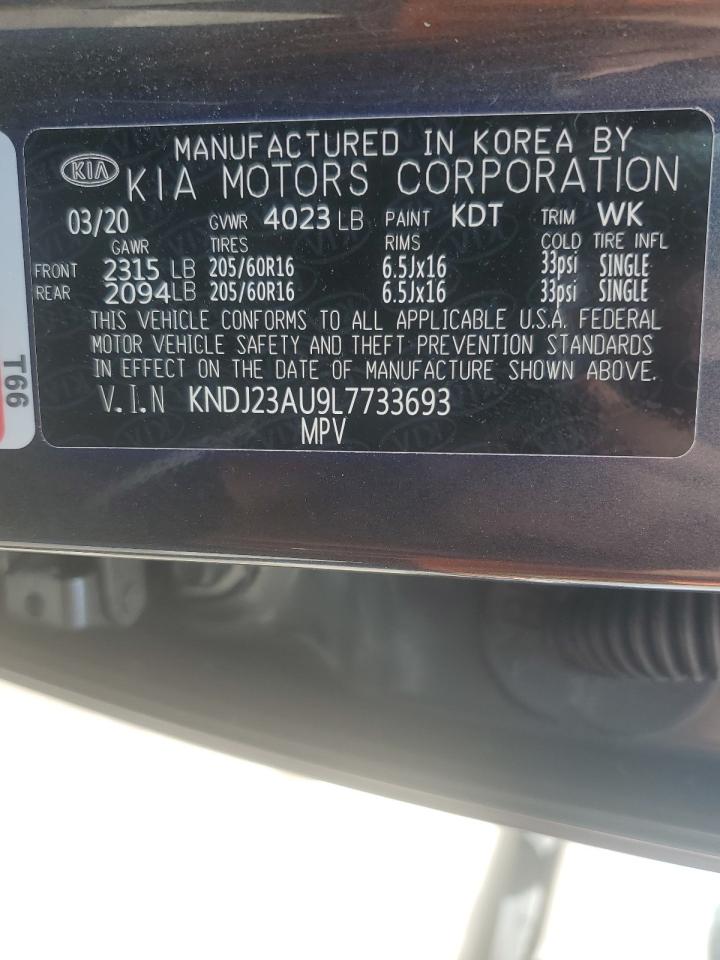 MANUFACTURED IN KOREA BY
KIA KIA MOTORS CORPORATION
03/20 GVWR 4023 LB PAINT KDT TRIM WK
GAWR TIRES RIMS COLD TIRE INFL
FRONT 2315 LB 205/60R16 6.5Jx16 33psi SINGLE
REAR 2094 LB 205/60R16 6.5Jx16 33psi SINGLE
THIS VEHICLE CONFORMS TO ALL APPLICABLE U.S.A. FEDERAL
MOTOR VEHICLE SAFETY AND THEFT PREVENTION STANDARDS
IN EFFECT ON THE DATE OF MANUFACTURE SHOWN ABOVE.
V.I.N KNDJ23AU9L7733693
MPV
T66